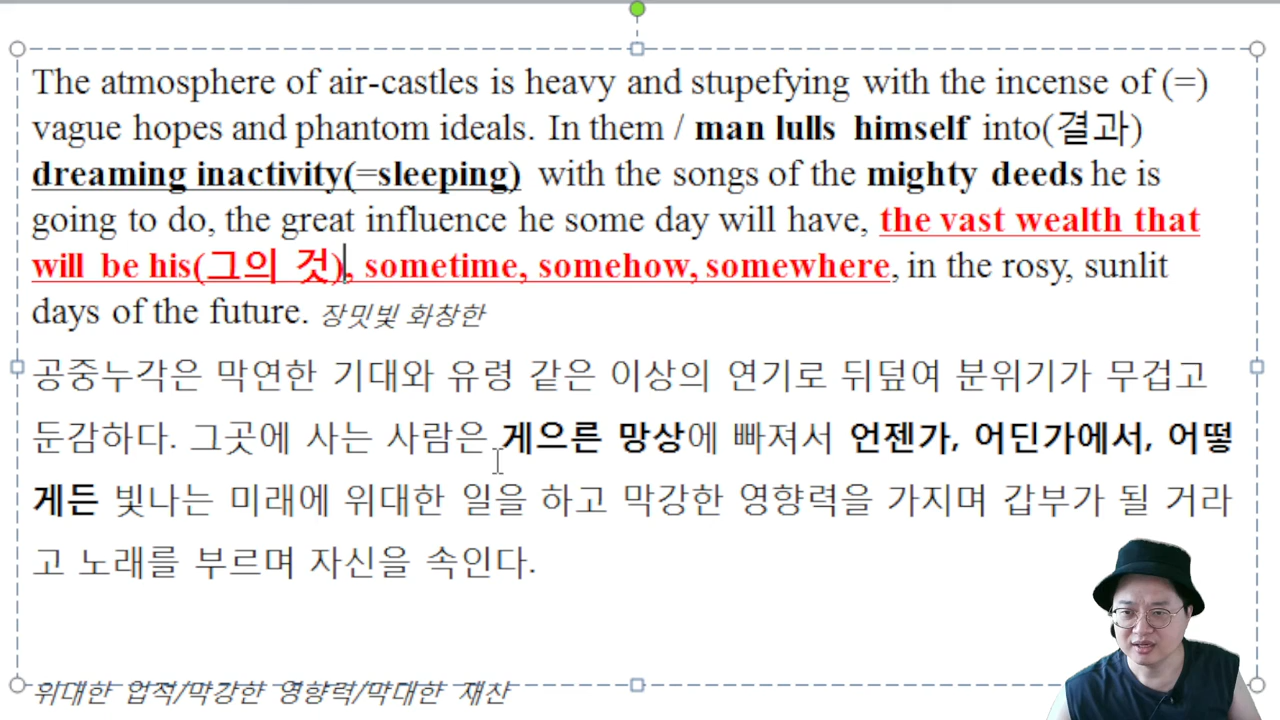 The atmosphere of air-castles is heavy and stupefying with the incense of (=)
vague hopes and phantom ideals. In them / man lulls himself into(결과)
dreaming inactivity(=sleeping) with the songs of the mighty deeds he is
going to do, the great influence he some day will have, the vast wealth that
will be his(그의 것), sometime, somehow, somewhere, in the rosy, sunlit
days of the future. 장밋빛 화창한
공중누각은 막연한 기대와 유령 같은 이상의 연기로 뒤덮여 분위기가 무겁고
둔감하다. 그곳에 사는 사람은 게으른 망상에 빠져서 언젠가, 어딘가에서, 어떻
게든 빛나는 미래에 위대한 일을 하고 막강한 영향력을 가지며 갑부가 될 거라
고 노래를 부르며 자신을 속인다.
위대한 업적/막강한 영향력/막대한 재산